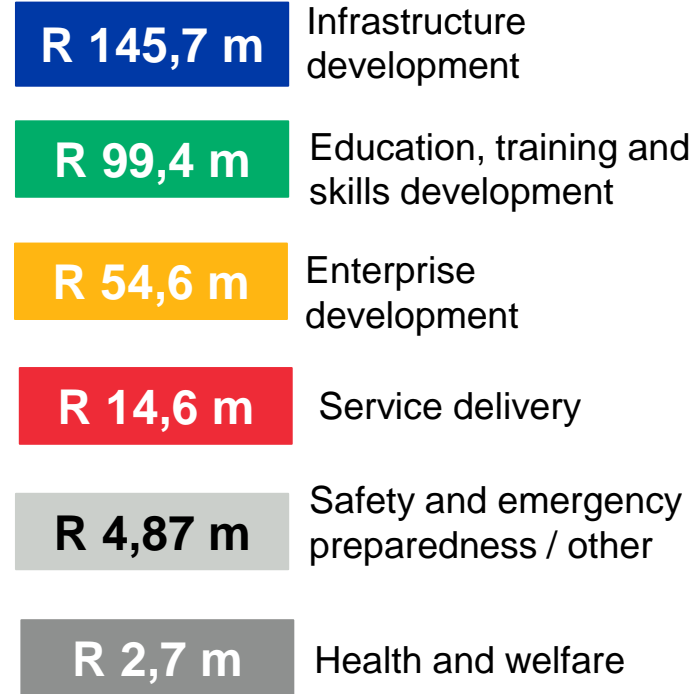 R 145,7 m
Infrastructure
development
R 99,4 m
Education, training and
skills development
R 54,6 m
Enterprise
development
R 14,6 m
Service delivery
R 4,87 m
Safety and emergency
preparedness / other
R 2,7 m
Health and welfare